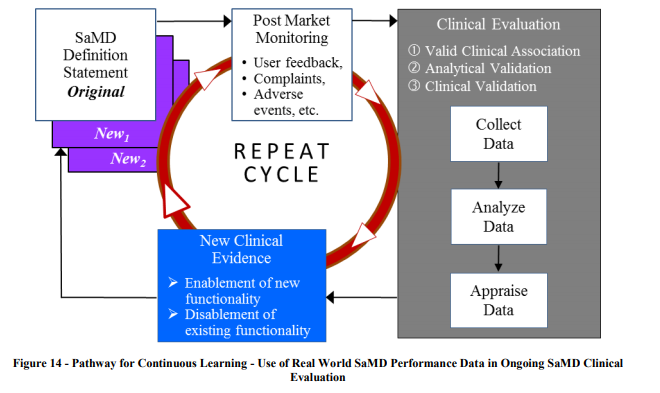 SaMD
Definition
Statement
Original
New1
New2
Post Market
Monitoring
• User feedback,
• Complaints,
• Adverse
events, etc.
REPEAT
CYCLE
Clinical Evaluation
① Valid Clinical Association
② Analytical Validation
③ Clinical Validation
Collect
Data
Analyze
Data
Appraise
Data
New Clinical
Evidence
➢ Enablement of new
functionality
➢ Disablement of
existing functionality
Figure 14 - Pathway for Continuous Learning - Use of Real World SaMD Performance Data in Ongoing SaMD Clinical
Evaluation